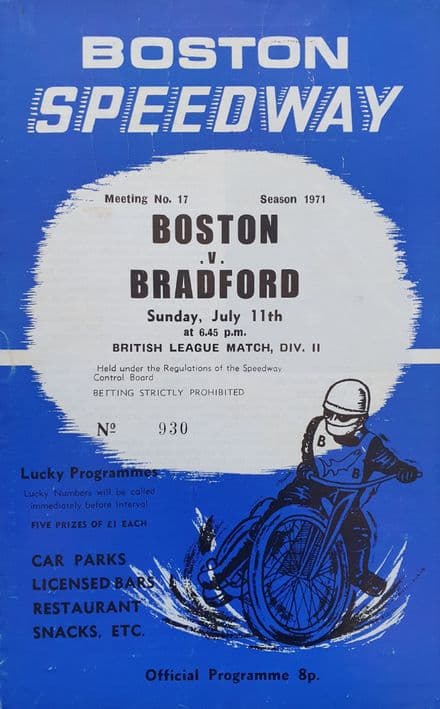 BOSTON
SPEEDWAY
Meeting No. 17 Season 1971
BOSTON
.V.
BRADFORD
Sunday, July 11th
at 6.45 p.m.
BRITISH LEAGUE MATCH, DIV. II
Held under the Regulations of the Speedway
Control Board
BETTING STRICTLY PROHIBITED
Nº 930
B
B
Lucky Programmes
Lucky Numbers will be called
immediately before Interval
FIVE PRIZES OF £1 EACH
CAR PARKS
LICENSED BARS
RESTAURANT
SNACKS, ETC.
Official Programme 8p.